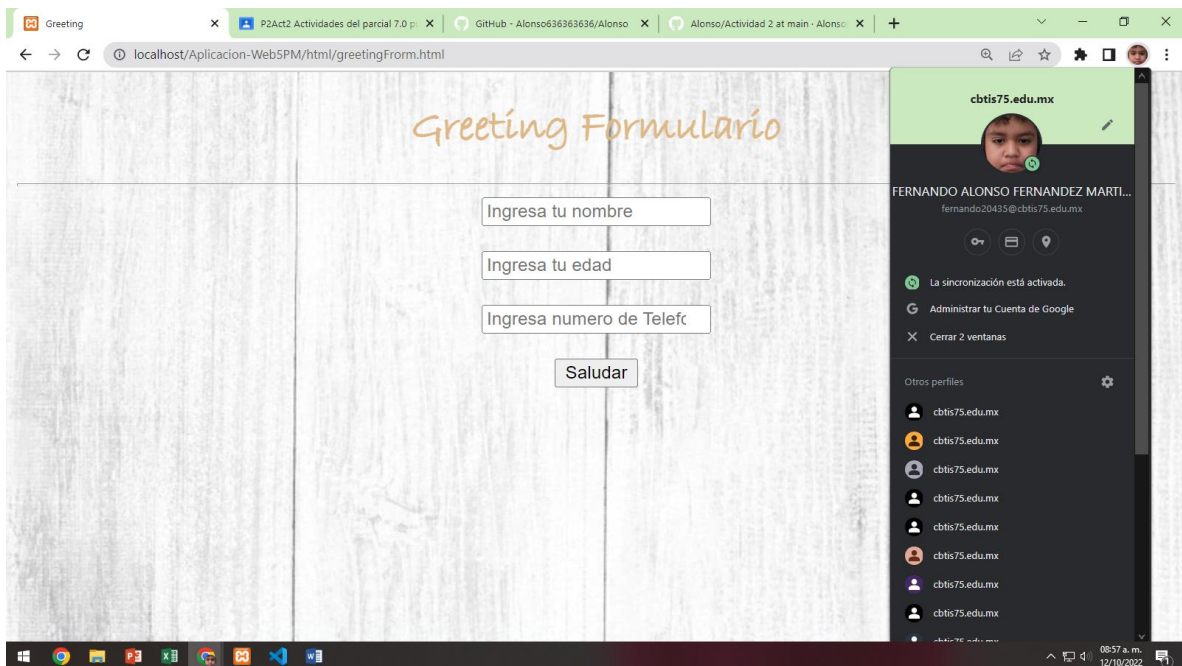 Greeting
P2Act2 Actividades del parcial 7.0 p
GitHub - Alonso636363636/Alonso
Alonso/Actividad 2 at main · Alonso
localhost/Aplicacion-Web5PM/html/greetingFrorm.html
Greeting Formulario
Ingresa tu nombre
Ingresa tu edad
Ingresa numero de Telefo
Saludar
cbtis75.edu.mx
FERNANDO ALONSO FERNANDEZ MARTI...
fernando20435@cbtis75.edu.mx
La sincronización está activada.
Administrar tu Cuenta de Google
Cerrar 2 ventanas
Otros perfiles
cbtis75.edu.mx
cbtis75.edu.mx
cbtis75.edu.mx
cbtis75.edu.mx
cbtis75.edu.mx
cbtis75.edu.mx
cbtis75.edu.mx
cbtis75.edu.mx
08:57 a. m.
12/10/2022